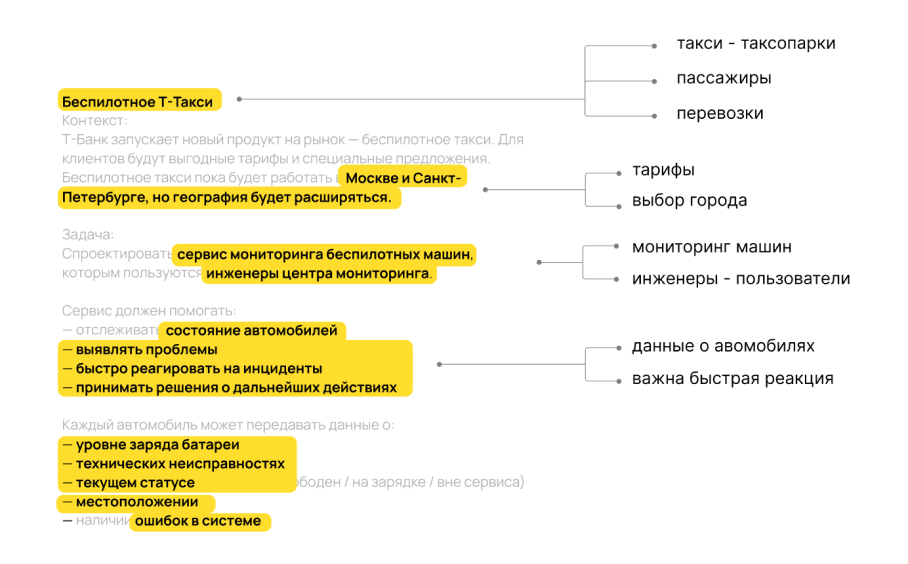 такси - таксопарки
пассажиры
перевозки
Беспилотное Т-Такси
Контекст:
Т-Банк запускает новый продукт на рынок — беспилотное такси. Для
клиентов будут выгодные тарифы и специальные предложения.
Беспилотное такси пока будет работать Москве и Санкт-
Петербурге, но география будет расширяться.
тарифы
выбор города
Задача:
Спроектировать сервис мониторинга беспилотных машин,
которым пользуются инженеры центра мониторинга.
мониторинг машин
инженеры - пользователи
Сервис должен помогать:
— отслеживать состояние автомобилей
— выявлять проблемы
— быстро реагировать на инциденты
— принимать решения о дальнейших действиях
данные о авомобилях
важна быстрая реакция
Каждый автомобиль может передавать данные о:
— уровне заряда батареи
— технических неисправностях
— текущем статусе / на зарядке / вне сервиса)
— местоположении
— ошибок в системе